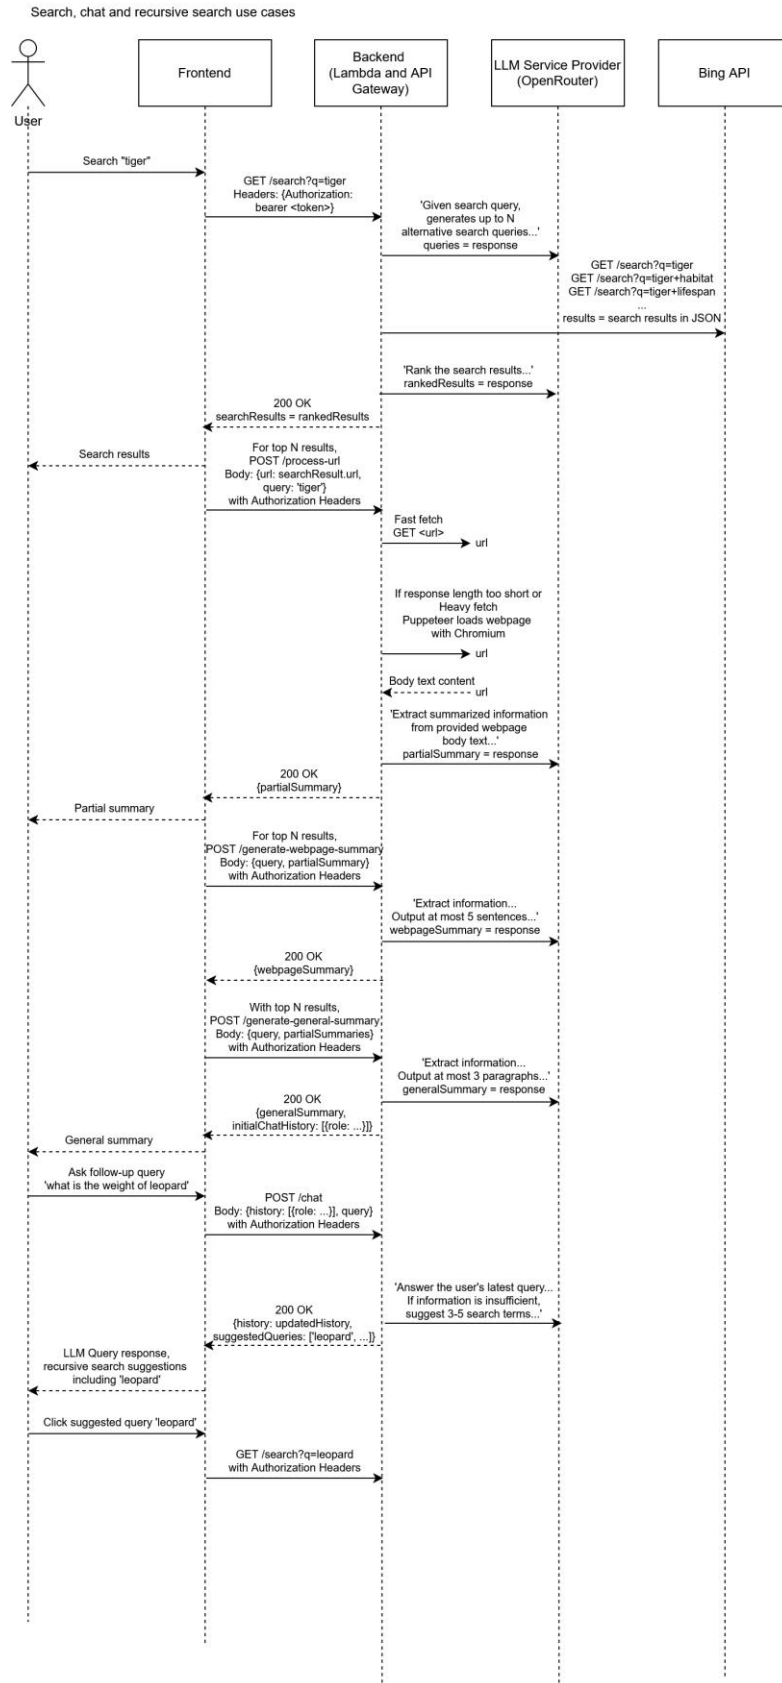 Search, chat and recursive search use cases
User
Frontend
Backend
(Lambda and API
Gateway)
LLM Service Provider
(OpenRouter)
Bing API
Search "tiger"
GET /search?q=tiger
Headers: {Authorization:
bearer <token>}
'Given search query,
generates up to N
alternative search queries...'
queries = response
GET /search?q=tiger
GET /search?q=tiger+habitat
GET /search?q=tiger+lifespan
...
results = search results in JSON
'Rank the search results...'
rankedResults = response
200 OK
searchResults = rankedResults
Search results
For top N results,
POST /process-url
Body: {url: searchResult.url,
query: 'tiger'}
with Authorization Headers
Fast fetch
GET <url>
url
If response length too short or
Heavy fetch
Puppeteer loads webpage
with Chromium
url
Body text content
url
'Extract summarized information
from provided webpage
body text...'
partialSummary = response
200 OK
{partialSummary}
Partial summary
For top N results,
POST /generate-webpage-summary
Body: {query, partialSummary}
with Authorization Headers
'Extract information...
Output at most 5 sentences...'
webpageSummary = response
200 OK
{webpageSummary}
With top N results,
POST /generate-general-summary
Body: {query, partialSummaries}
with Authorization Headers
'Extract information...
Output at most 3 paragraphs...'
generalSummary = response
200 OK
{generalSummary,
initialChatHistory: [{role: ...}]}
General summary
Ask follow-up query
'what is the weight of leopard'
POST /chat
Body: {history: [{role: ...}], query}
with Authorization Headers
'Answer the user's latest query...
If information is insufficient,
suggest 3-5 search terms...'
200 OK
{history: updatedHistory,
suggestedQueries: ['leopard', ...]}
LLM Query response,
recursive search suggestions
including 'leopard'
Click suggested query 'leopard'
GET /search?q=leopard
with Authorization Headers